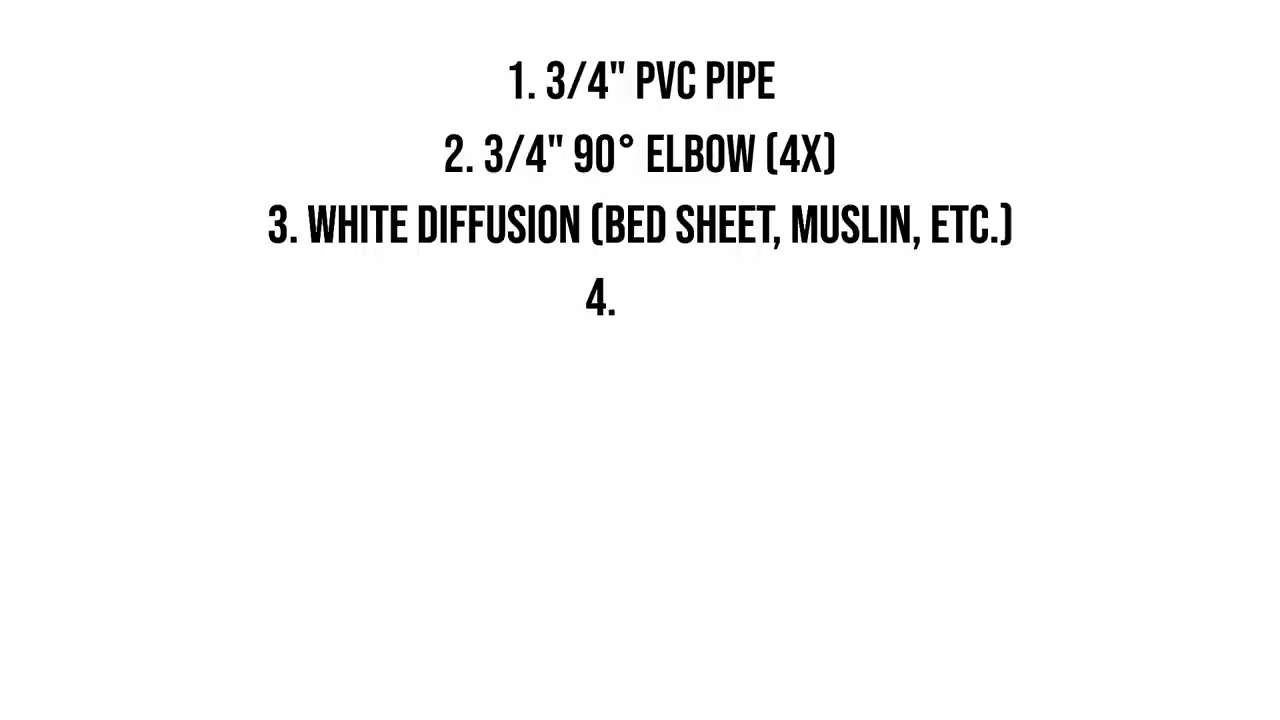 1. 3/4" PVC PIPE
2. 3/4" 90° ELBOW (4X)
3. WHITE DIFFUSION (BED SHEET, MUSLIN, ETC.)
4.